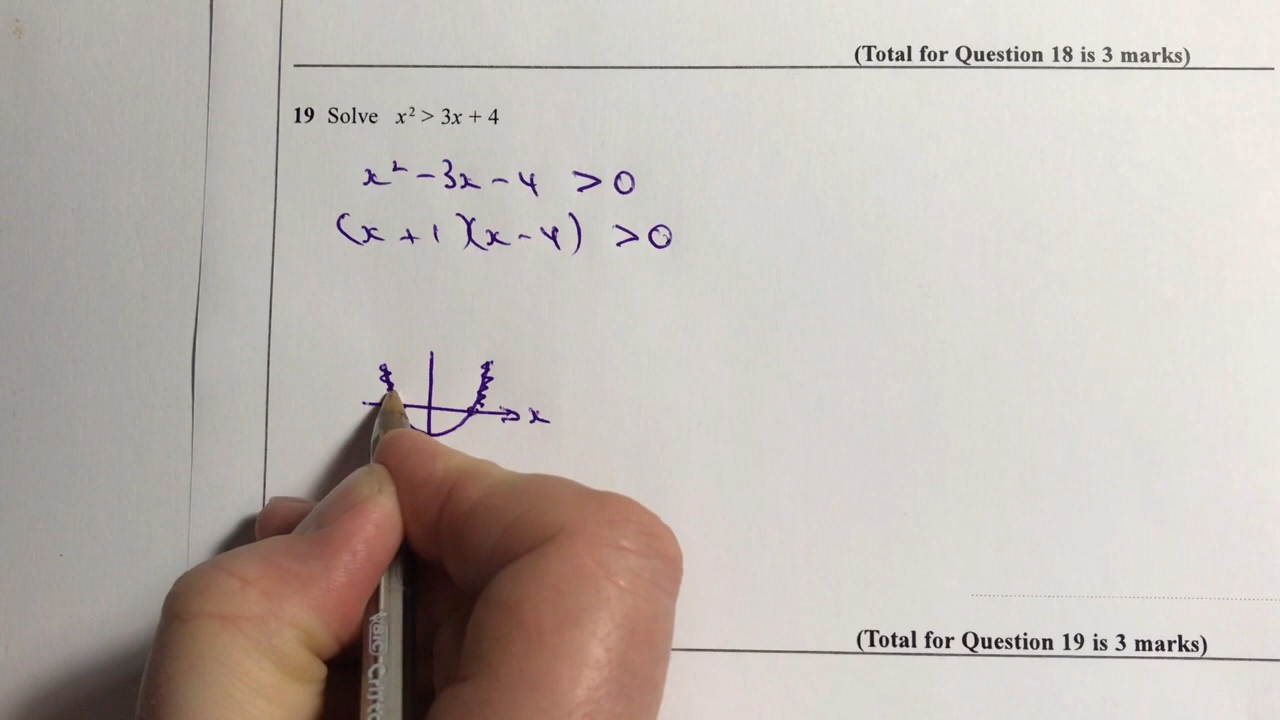 (Total for Question 18 is 3 marks)
19 Solve x² > 3x + 4
x² - 3x - 4 > 0
(x + 1)(x - 4) > 0
x
(Total for Question 19 is 3 marks)